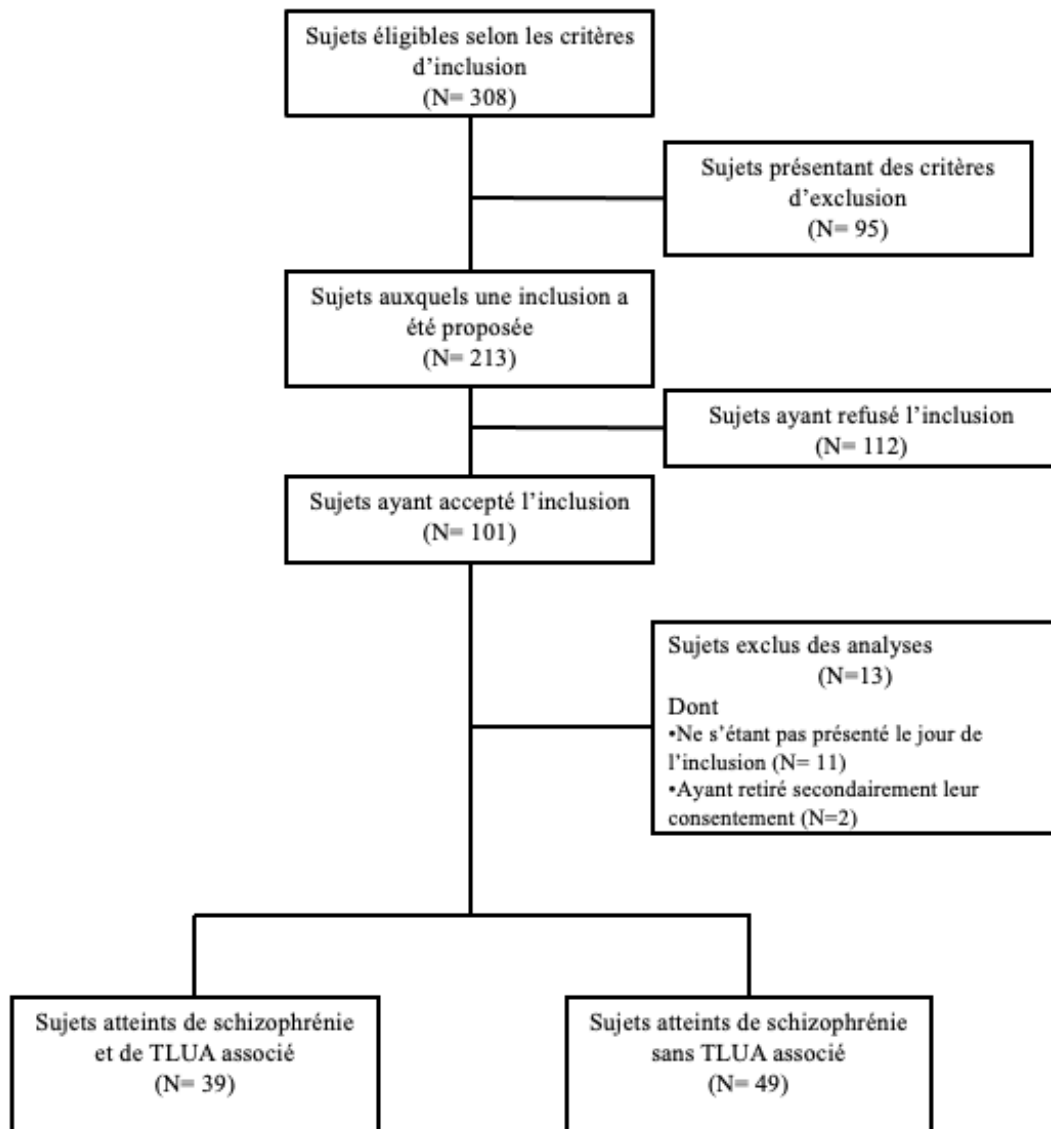 Sujets éligibles selon les critères
d’inclusion
(N= 308)
Sujets présentant des critères
d’exclusion
(N= 95)
Sujets auxquels une inclusion a
été proposée
(N= 213)
Sujets ayant refusé l’inclusion
(N= 112)
Sujets ayant accepté l’inclusion
(N= 101)
Sujets exclus des analyses
(N=13)
Dont
•Ne s’étant pas présenté le jour de
l’inclusion (N= 11)
•Ayant retiré secondairement leur
consentement (N=2)
Sujets atteints de schizophrénie
et de TLUA associé
(N= 39)
Sujets atteints de schizophrénie
sans TLUA associé
(N= 49)